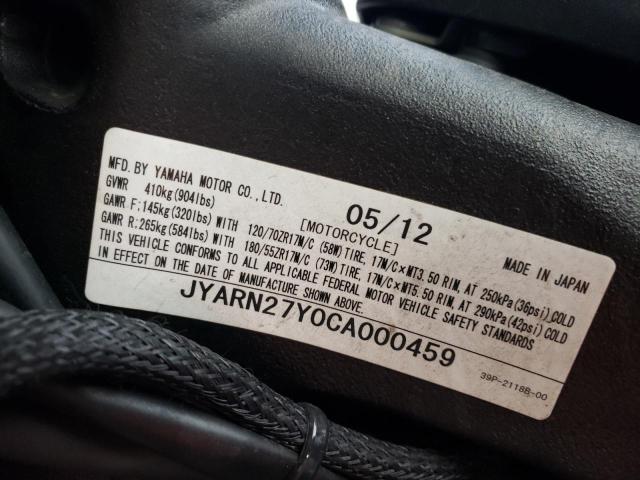 MFD. BY YAMAHA MOTOR CO., LTD.
05/12
GVWR 410kg(904lbs)
[MOTORCYCLE]
MADE IN JAPAN
GAWR F:145kg(320lbs) WITH 120/70ZR17M/C (58W) TIRE, 17M/C×MT3.50 RIM, AT 250kPa(36psi) COLD
GAWR R:265kg(584lbs) WITH 180/55ZR17M/C (73W) TIRE, 17M/C×MT5.50 RIM, AT 290kPa(42psi) COLD
THIS VEHICLE CONFORMS TO ALL APPLICABLE FEDERAL MOTOR VEHICLE SAFETY STANDARDS
IN EFFECT ON THE DATE OF MANUFACTURE SHOWN ABOVE.
JYARN27Y0CA000459
39P-2118B-00